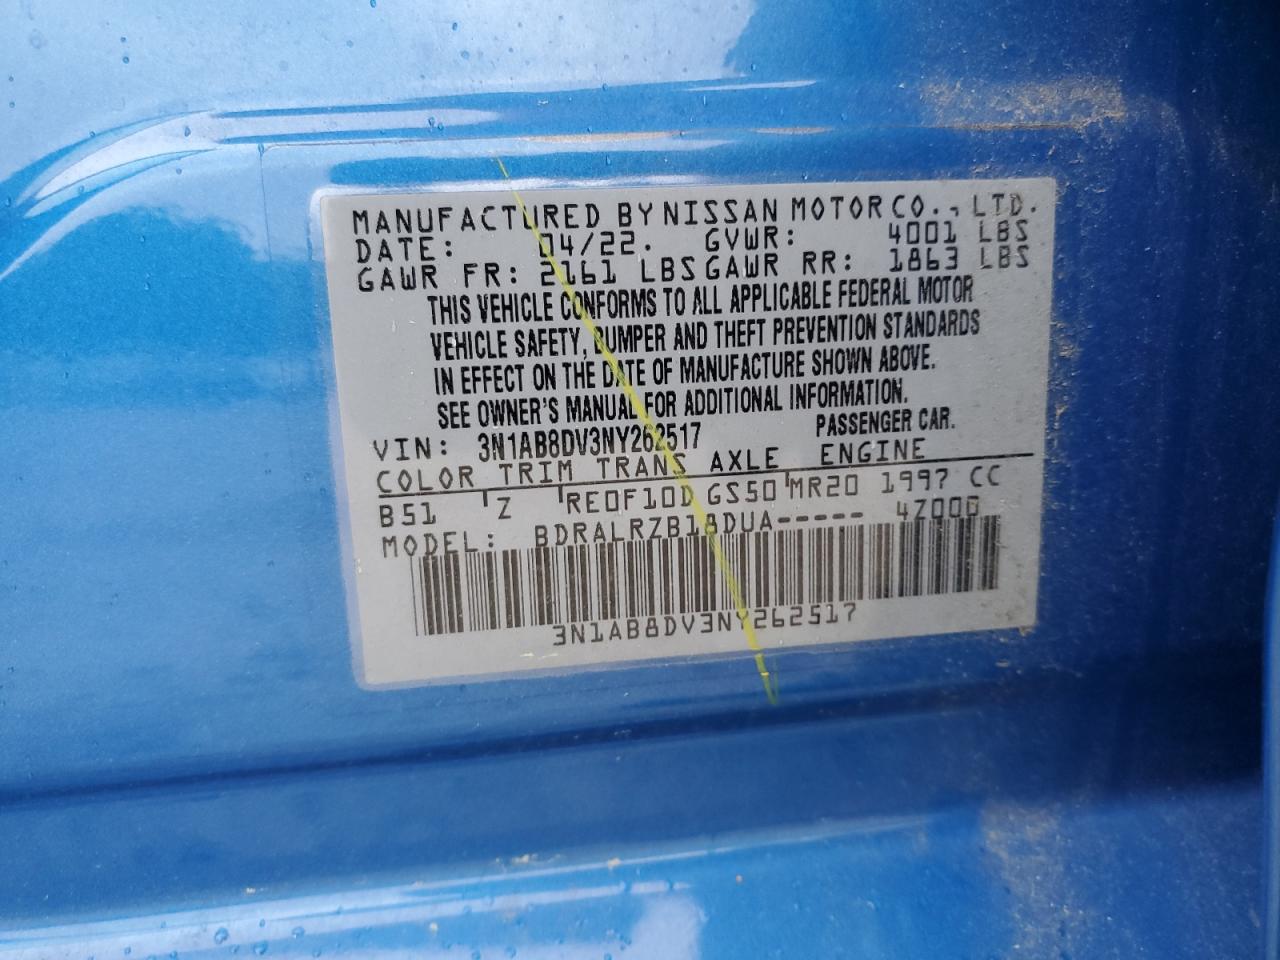 MANUFACTURED BY NISSAN MOTOR CO., LTD.
DATE: 04/22. GVWR: 4001 LBS
GAWR FR: 2161 LBS GAWR RR: 1863 LBS
THIS VEHICLE CONFORMS TO ALL APPLICABLE FEDERAL MOTOR
VEHICLE SAFETY, BUMPER AND THEFT PREVENTION STANDARDS
IN EFFECT ON THE DATE OF MANUFACTURE SHOWN ABOVE.
SEE OWNER'S MANUAL FOR ADDITIONAL INFORMATION.
VIN: 3N1AB8DV3NY262517 PASSENGER CAR.
COLOR TRIM TRANS AXLE ENGINE
B51 Z RE0F10D GS50 MR20 1997 CC
MODEL: BDRALRZB18DUA----- 4Z000
3N1AB8DV3NY262517